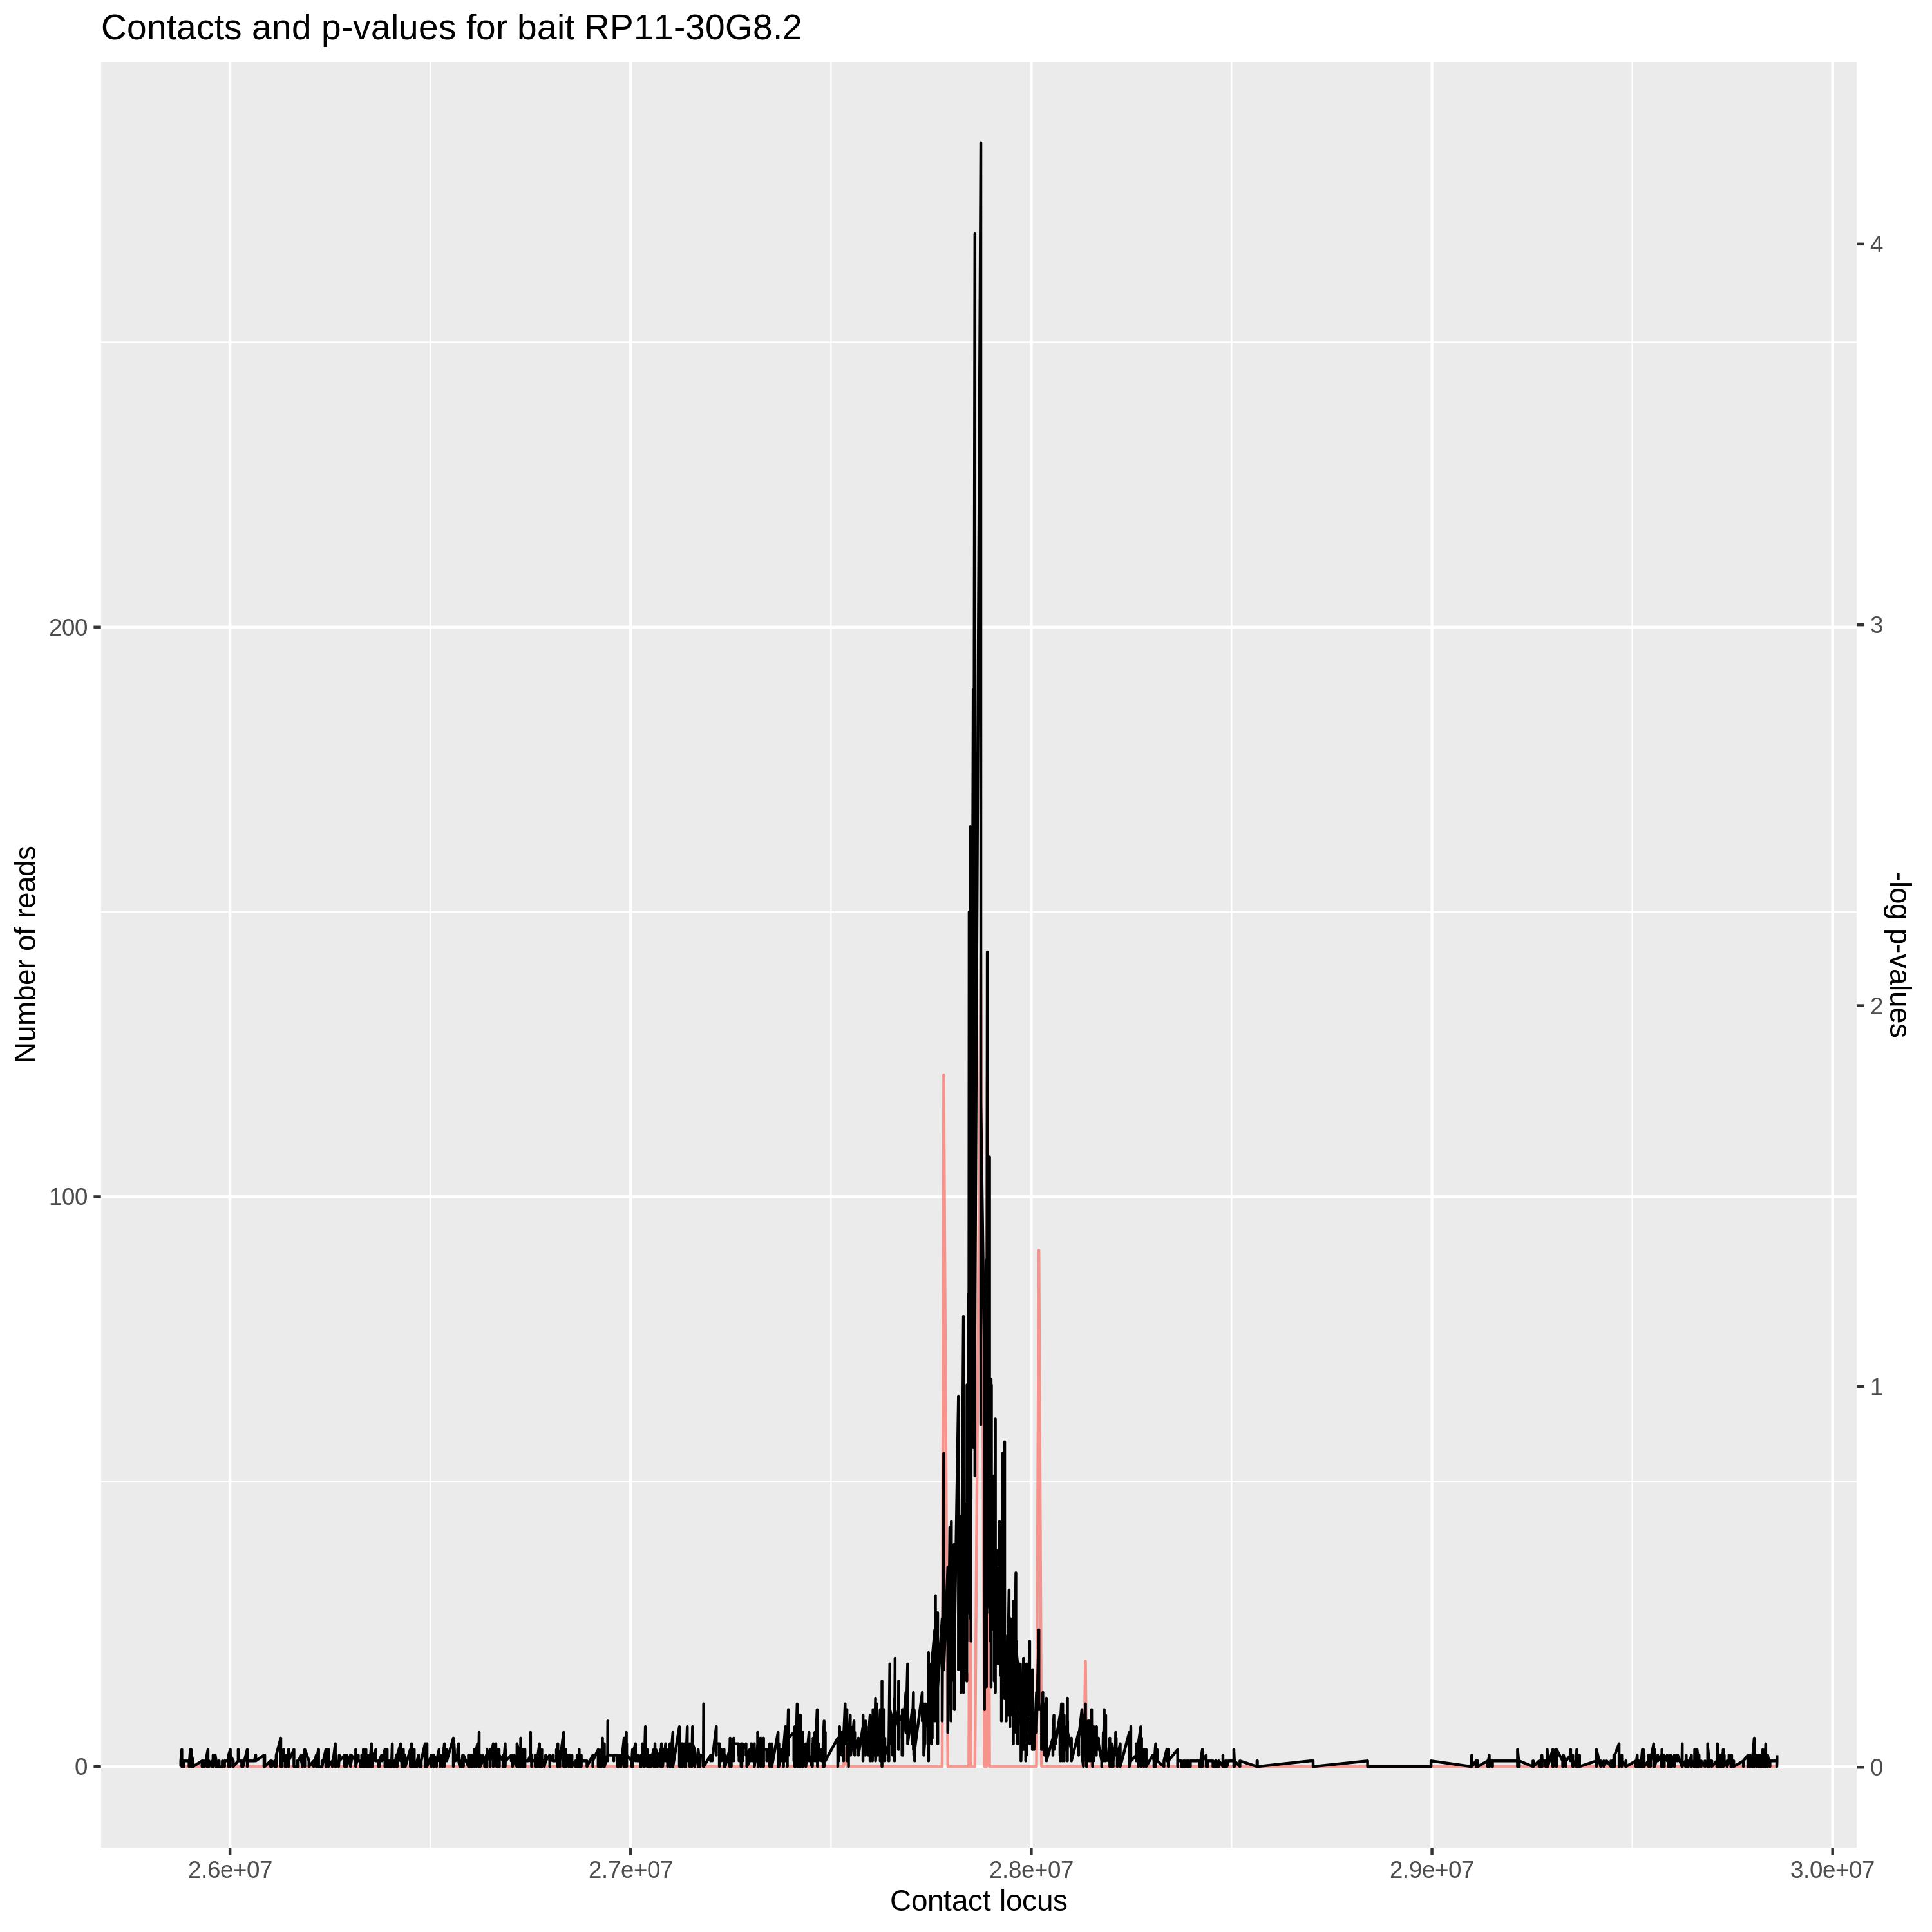 Contacts and p-values for bait RP11-30G8.2
Number of reads
200
100
0
4
3
2
1
0
-log p-values
2.6e+07
2.7e+07
2.8e+07
2.9e+07
3.0e+07
Contact locus